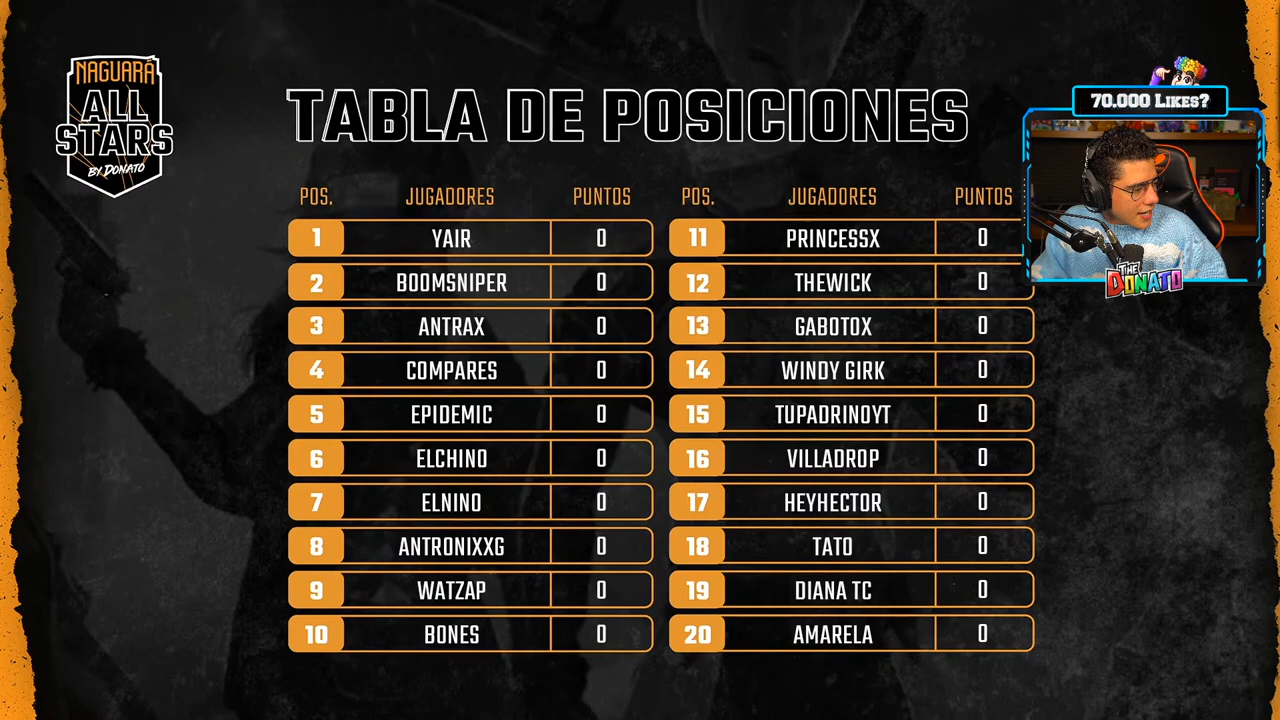 NAGUARÁ
ALL
STARS
BY DONATO
TABLA DE POSICIONES
70.000 LIKES?
THE
DONATO
POS. JUGADORES PUNTOS
1 YAIR 0
2 BOOMSNIPER 0
3 ANTRAX 0
4 COMPARES 0
5 EPIDEMIC 0
6 ELCHINO 0
7 ELNINO 0
8 ANTRONIXXG 0
9 WATZAP 0
10 BONES 0
POS. JUGADORES PUNTOS
11 PRINCESSX 0
12 THEWICK 0
13 GABOTOX 0
14 WINDY GIRK 0
15 TUPADRINOYT 0
16 VILLADROP 0
17 HEYHECTOR 0
18 TATO 0
19 DIANA TC 0
20 AMARELA 0